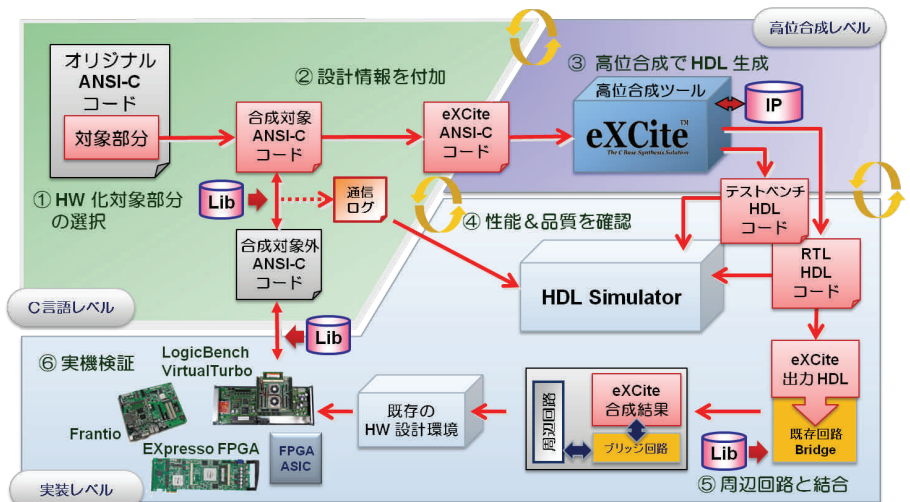 高位合成レベル
オリジナル
ANSI-C
コード
対象部分
② 設計情報を付加
合成対象
ANSI-C
コード
eXCite
ANSI-C
コード
③ 高位合成で HDL 生成
高位合成ツール
eXCite™
The C Base Synthesis Solution
IP
① HW 化対象部分
の選択
Lib
通信
ログ
合成対象外
ANSI-C
コード
C言語レベル
④ 性能&品質を確認
テストベンチ
HDL
コード
HDL Simulator
RTL
HDL
コード
Lib
⑥ 実機検証
LogicBench
VirtualTurbo
Frantio
EXpresso FPGA
FPGA
ASIC
実装レベル
既存の
HW 設計環境
周辺回路
eXCite
合成結果
ブリッジ回路
eXCite
出力 HDL
既存回路
Bridge
Lib
⑤ 周辺回路と結合